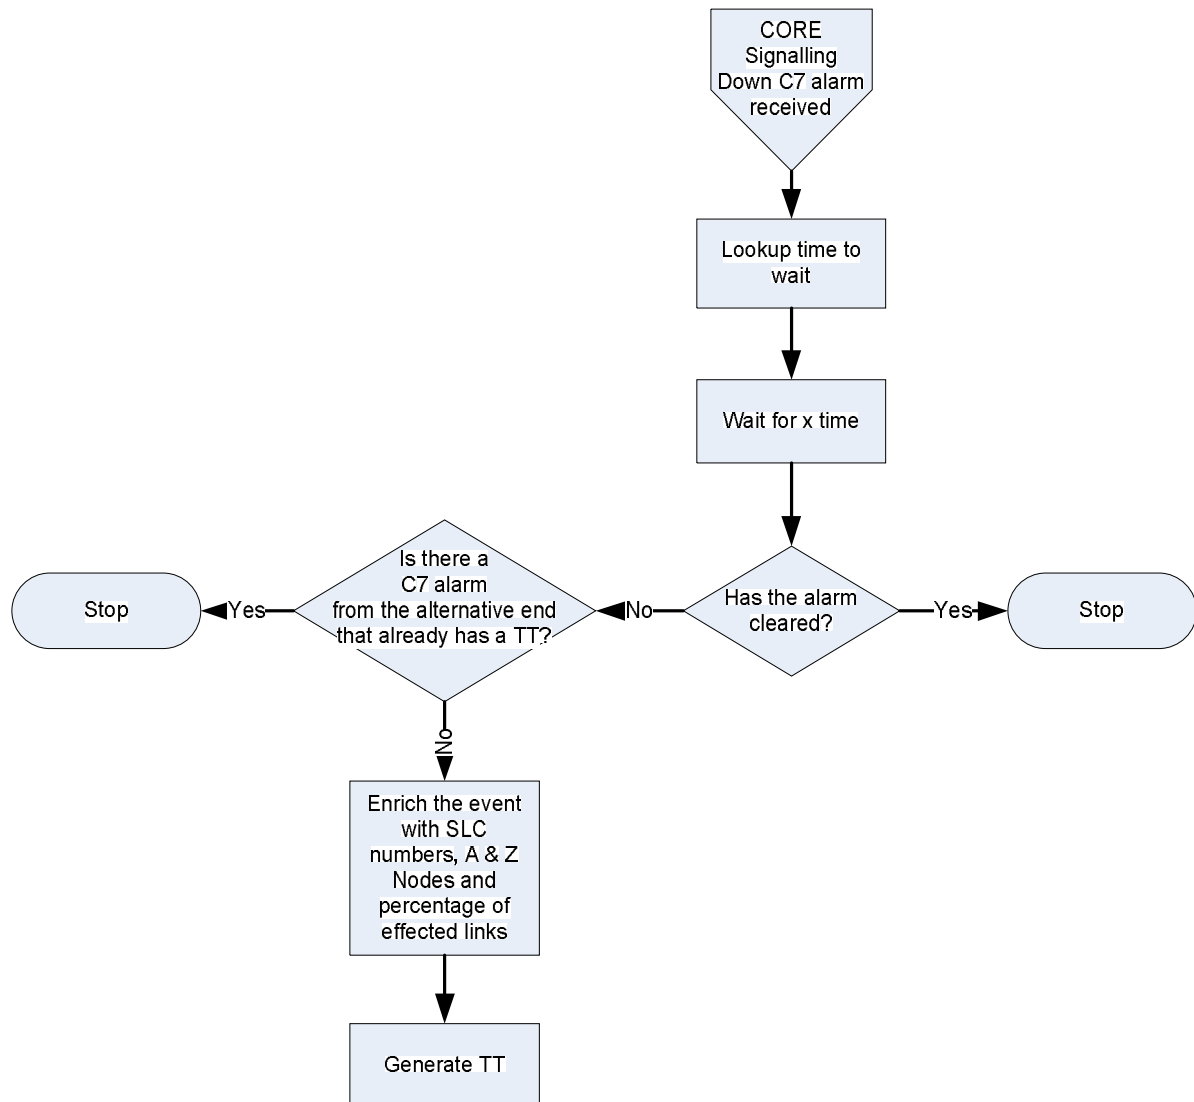 CORE
Signalling
Down C7 alarm
received
Lookup time to
wait
Wait for x time
Is there a
C7 alarm
from the alternative end
that already has a TT?
Stop
Yes
No
Has the alarm
cleared?
Yes
Stop
No
Enrich the event
with SLC
numbers, A & Z
Nodes and
percentage of
effected links
Generate TT